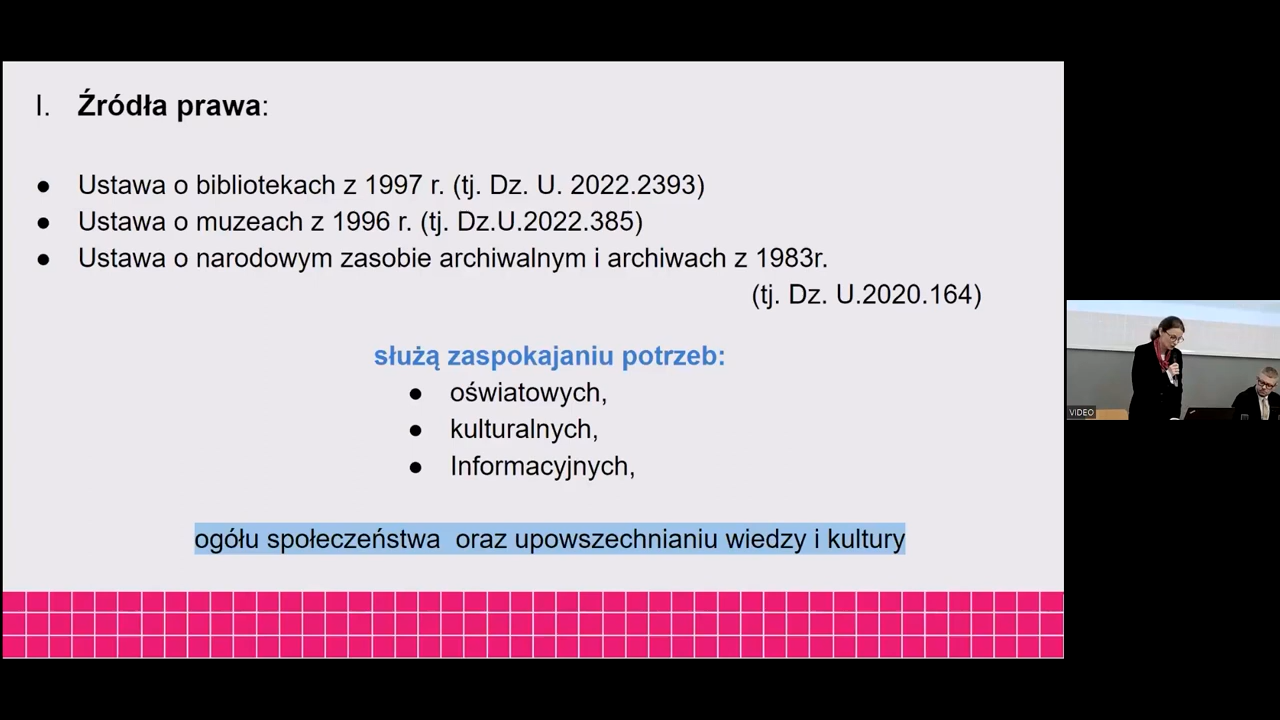 I. Źródła prawa:
● Ustawa o bibliotekach z 1997 r. (tj. Dz. U. 2022.2393)
● Ustawa o muzeach z 1996 r. (tj. Dz.U.2022.385)
● Ustawa o narodowym zasobie archiwalnym i archiwach z 1983r.
(tj. Dz. U.2020.164)
służą zaspokajaniu potrzeb:
● oświatowych,
● kulturalnych,
● Informacyjnych,
ogółu społeczeństwa oraz upowszechnianiu wiedzy i kultury
VIDEO